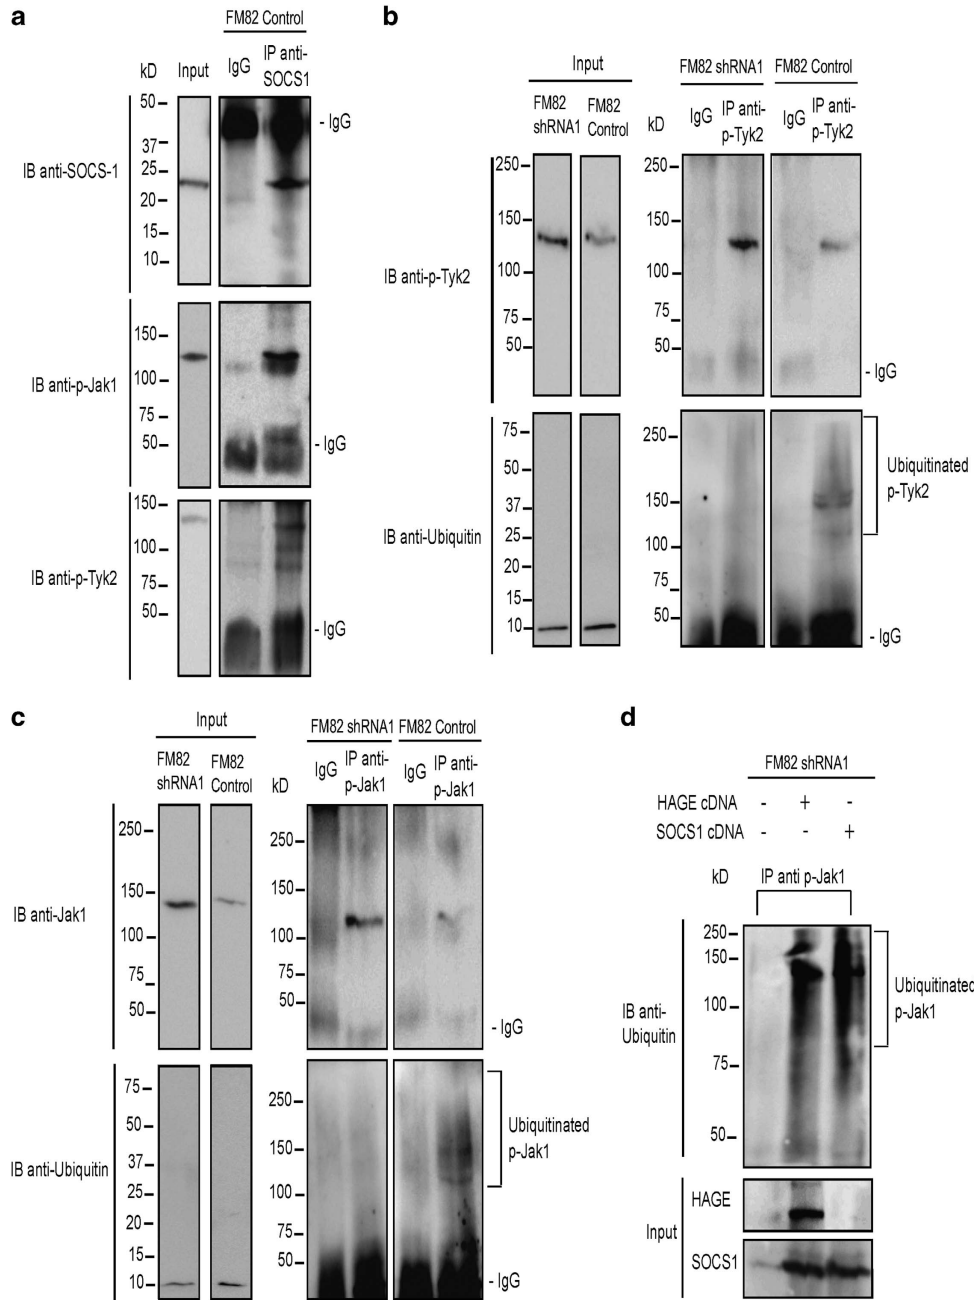 a
FM82 Control
kD
Input
IgG
IP anti-
SOCS1
IB anti-SOCS-1
50
37
25
20
15
10
- IgG
IB anti-p-Jak1
150
100
75
50
- IgG
IB anti-p-Tyk2
150
100
75
50
- IgG
b
Input
FM82 shRNA1
FM82 Control
FM82
shRNA1
FM82
Control
kD
IgG
IP anti-
p-Tyk2
IgG
IP anti-
p-Tyk2
IB anti-p-Tyk2
250
150
100
75
50
250
150
100
75
50
- IgG
IB anti-Ubiquitin
75
50
37
25
20
15
10
250
150
100
75
50
Ubiquitinated
p-Tyk2
- IgG
c
Input
FM82 shRNA1
FM82 Control
FM82
shRNA1
FM82
Control
kD
IgG
IP anti-
p-Jak1
IgG
IP anti-
p-Jak1
IB anti-Jak1
250
150
100
75
50
250
150
100
75
50
- IgG
IB anti-Ubiquitin
75
50
37
25
20
15
10
250
150
100
75
50
Ubiquitinated
p-Jak1
- IgG
d
FM82 shRNA1
HAGE cDNA - + -
SOCS1 cDNA - - +
kD
IP anti p-Jak1
IB anti-
Ubiquitin
250
150
100
75
50
Ubiquitinated
p-Jak1
Input
HAGE
SOCS1